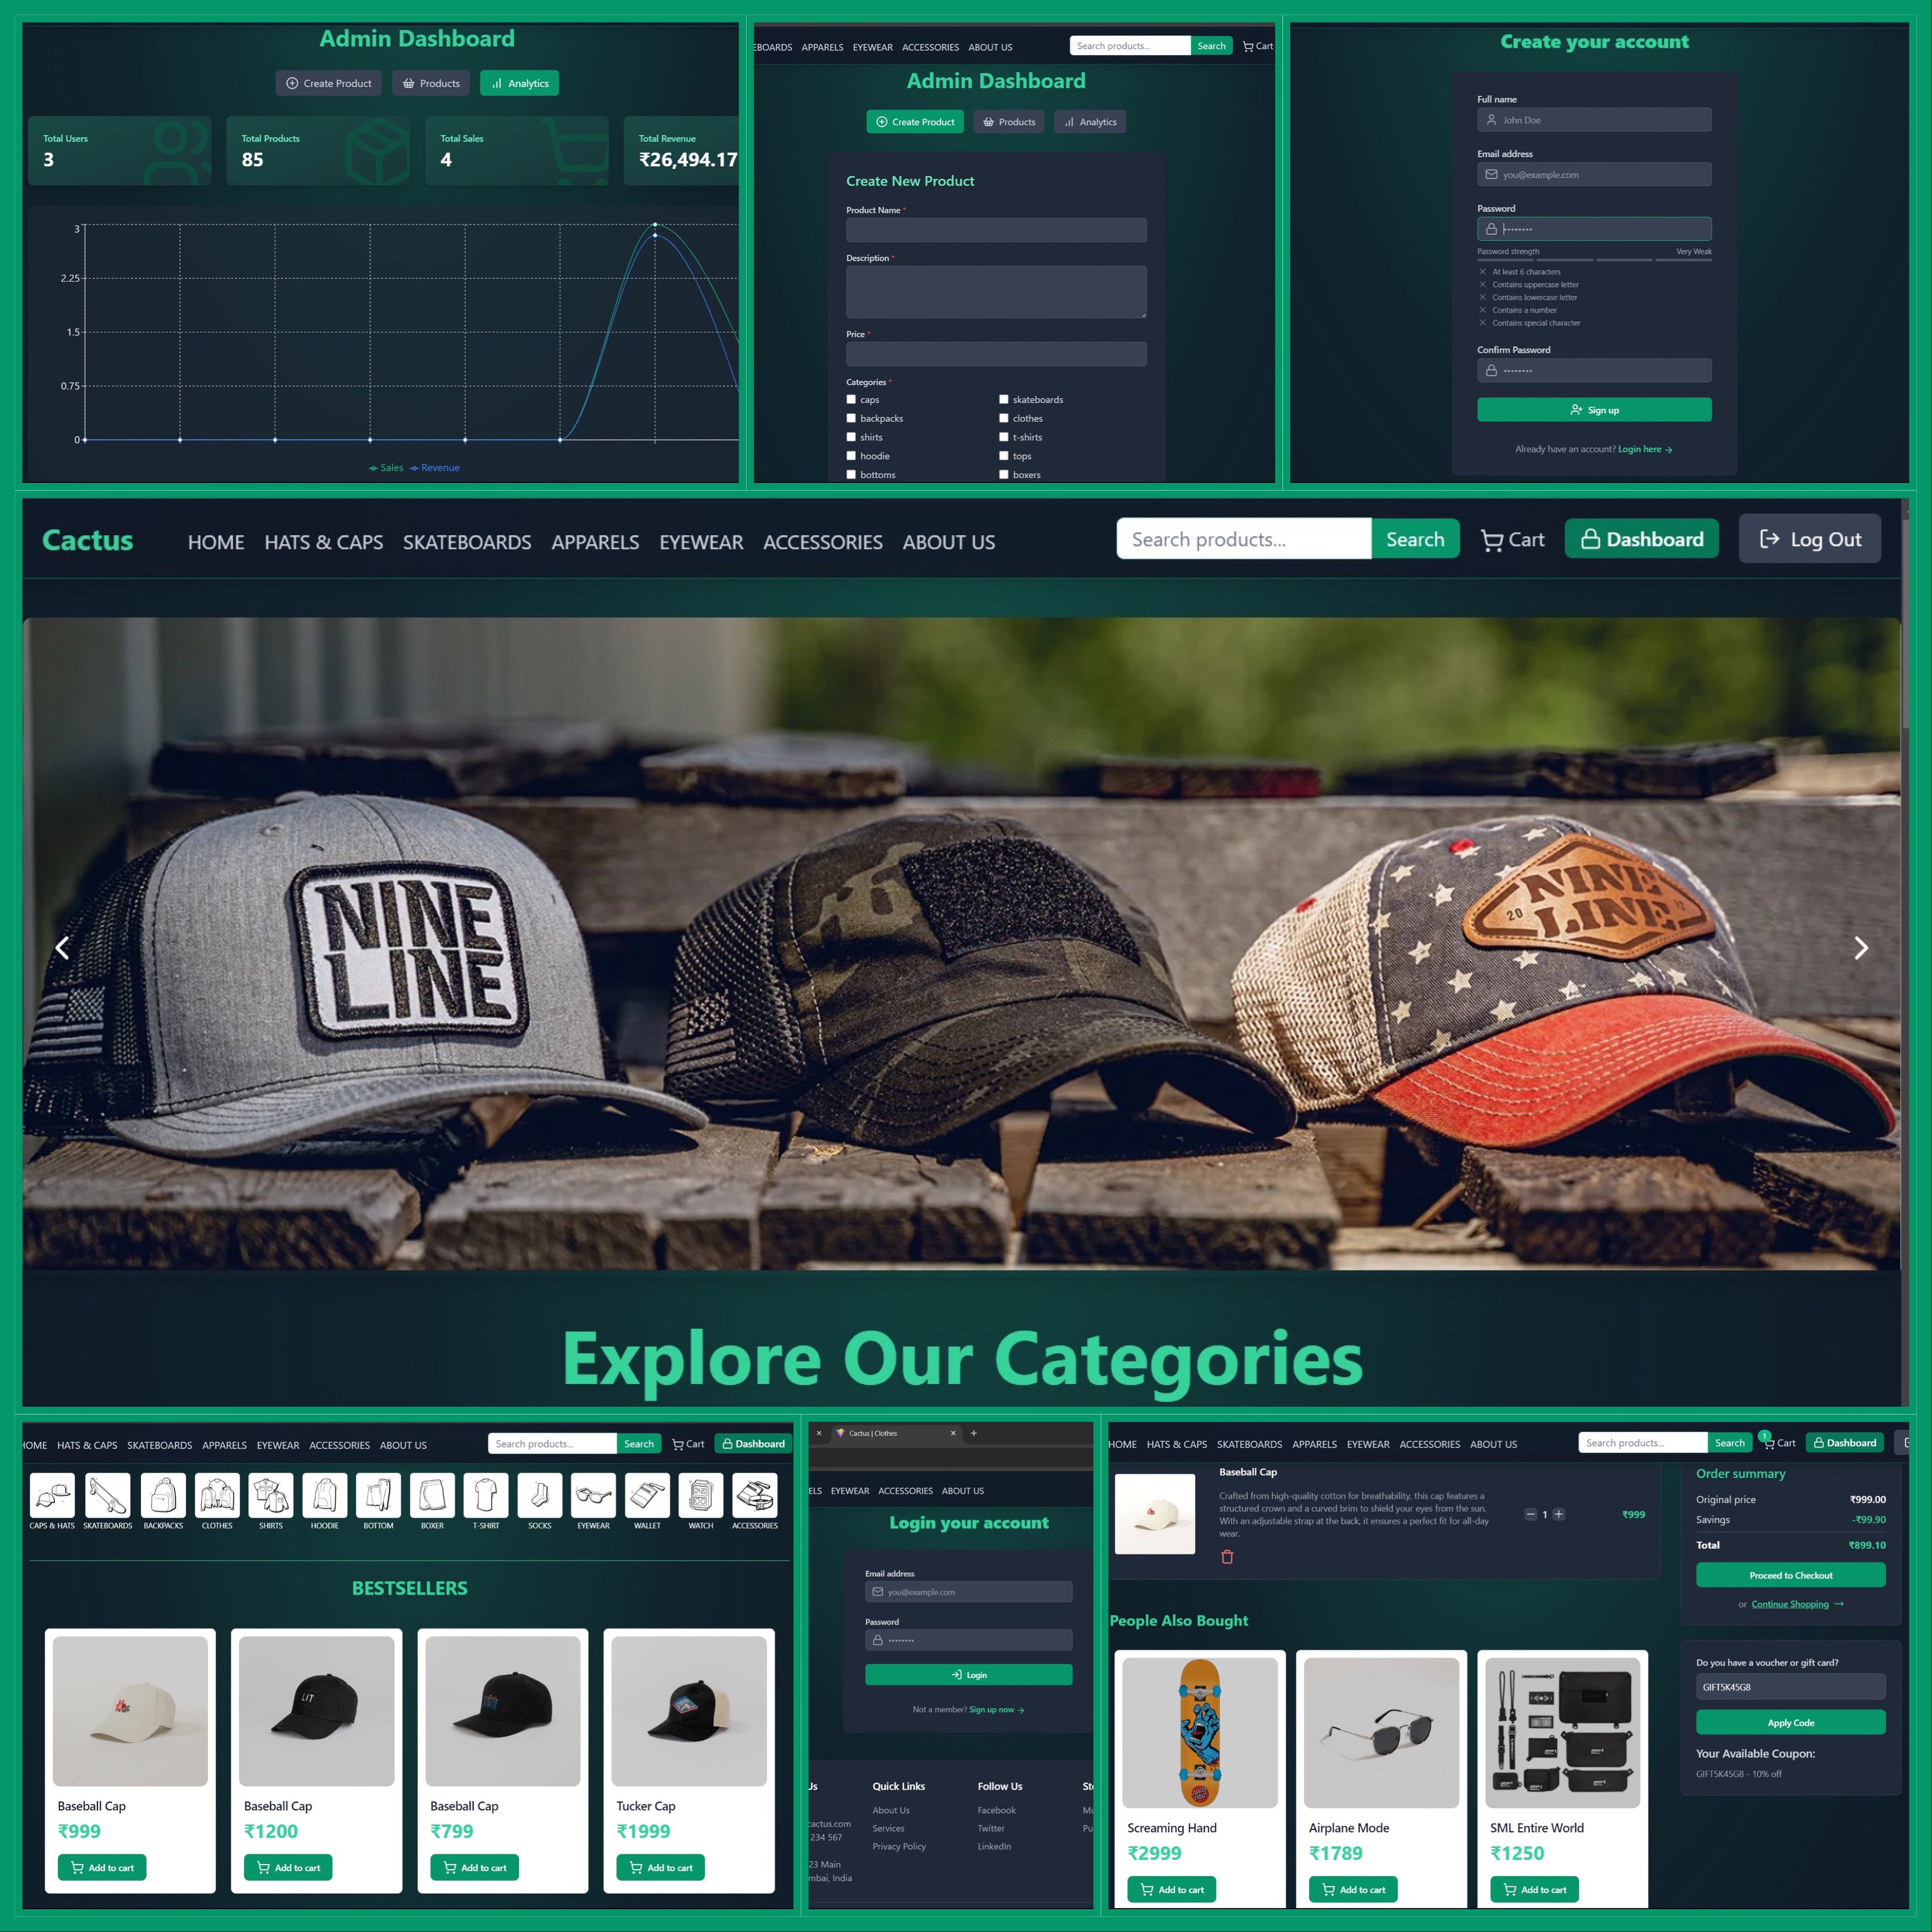 Admin Dashboard
Create Product
Products
Analytics
Total Users
3
Total Products
85
Total Sales
4
Total Revenue
₹26,494.17
3
2.25
1.5
0.75
0
Sales
Revenue
BOARDS APPARELS EYEWEAR ACCESSORIES ABOUT US
Search products...
Search
Cart
Admin Dashboard
Create Product
Products
Analytics
Create New Product
Product Name *
Description *
Price *
Categories *
caps
skateboards
backpacks
clothes
shirts
t-shirts
hoodie
tops
bottoms
boxers
Create your account
Full name
John Doe
Email address
you@example.com
Password
Password strength
Very Weak
At least 6 characters
Contains uppercase letter
Contains lowercase letter
Contains a number
Contains special character
Confirm Password
Sign up
Already have an account? Login here →
Cactus
HOME HATS & CAPS SKATEBOARDS APPARELS EYEWEAR ACCESSORIES ABOUT US
Search products...
Search
Cart
Dashboard
Log Out
NINE
LINE
20 NINE 12
LINE
Explore Our Categories
HOME HATS & CAPS SKATEBOARDS APPARELS EYEWEAR ACCESSORIES ABOUT US
Search products...
Search
Cart
Dashboard
CAPS & HATS SKATEBOARDS BACKPACKS CLOTHES SHIRTS HOODIE BOTTOM BOXER T-SHIRT SOCKS EYEWEAR WALLET WATCH ACCESSORIES
BESTSELLERS
LIT
Baseball Cap
₹999
Add to cart
Baseball Cap
₹1200
Add to cart
Baseball Cap
₹799
Add to cart
Tucker Cap
₹1999
Add to cart
Cactus | Clothes
ELS EYEWEAR ACCESSORIES ABOUT US
Login your account
Email address
you@example.com
Password
Login
Not a member? Sign up now →
Us
Quick Links
Follow Us
cactus.com
234 567
23 Main
mbai, India
About Us
Services
Privacy Policy
Facebook
Twitter
LinkedIn
HOME HATS & CAPS SKATEBOARDS APPARELS EYEWEAR ACCESSORIES ABOUT US
Search products...
Search
1
Cart
Dashboard
Baseball Cap
Crafted from high-quality cotton for breathability, this cap features a
structured crown and a curved brim to shield your eyes from the sun.
With an adjustable strap at the back, it ensures a perfect fit for all-day
wear.
1
₹999
Order summary
Original price ₹999.00
Savings -₹99.90
Total ₹899.10
Proceed to Checkout
or Continue Shopping →
People Also Bought
Screaming Hand
₹2999
Add to cart
Airplane Mode
₹1789
Add to cart
SML Entire World
₹1250
Add to cart
Do you have a voucher or gift card?
GIFT5K45G8
Apply Code
Your Available Coupon:
GIFT5K45G8 - 10% off